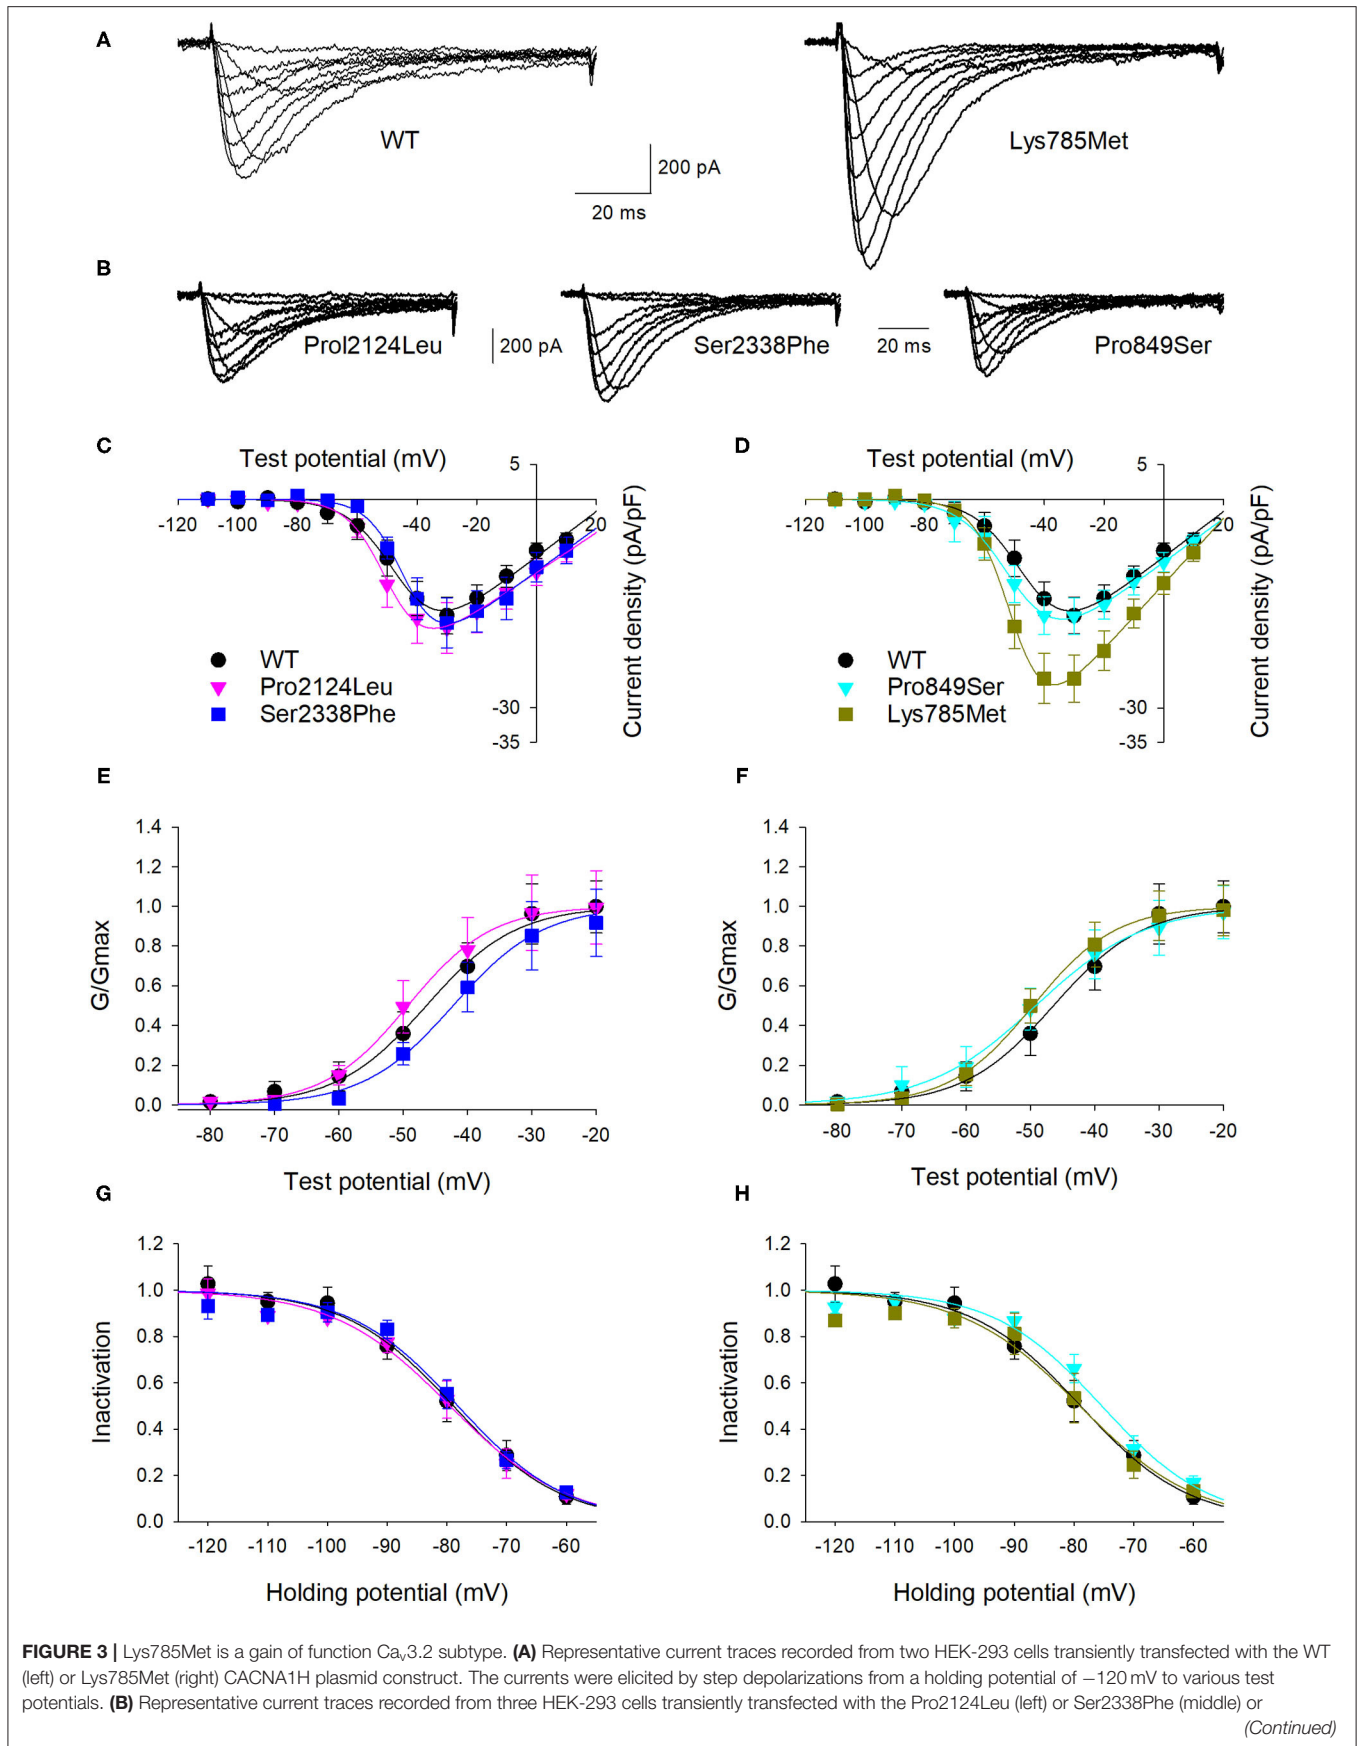 A
WT
Lys785Met
200 pA
20 ms
B
Prol2124Leu
200 pA
Ser2338Phe
20 ms
Pro849Ser
C
Test potential (mV)
5
-120 -100 -80 -60 -40 -20 20
WT
Pro2124Leu
Ser2338Phe
-30
-35
Current density (pA/pF)
D
Test potential (mV)
5
-120 -100 -80 -60 -40 -20 20
WT
Pro849Ser
Lys785Met
-30
-35
Current density (pA/pF)
E
1.4
1.2
1.0
0.8
0.6
0.4
0.2
0.0
G/Gmax
-80 -70 -60 -50 -40 -30 -20
Test potential (mV)
F
1.4
1.2
1.0
0.8
0.6
0.4
0.2
0.0
G/Gmax
-80 -70 -60 -50 -40 -30 -20
Test potential (mV)
G
1.2
1.0
0.8
0.6
0.4
0.2
0.0
Inactivation
-120 -110 -100 -90 -80 -70 -60
Holding potential (mV)
H
1.2
1.0
0.8
0.6
0.4
0.2
0.0
Inactivation
-120 -110 -100 -90 -80 -70 -60
Holding potential (mV)
FIGURE 3 | Lys785Met is a gain of function Cav3.2 subtype. (A) Representative current traces recorded from two HEK-293 cells transiently transfected with the WT
(left) or Lys785Met (right) CACNA1H plasmid construct. The currents were elicited by step depolarizations from a holding potential of −120 mV to various test
potentials. (B) Representative current traces recorded from three HEK-293 cells transiently transfected with the Pro2124Leu (left) or Ser2338Phe (middle) or
(Continued)